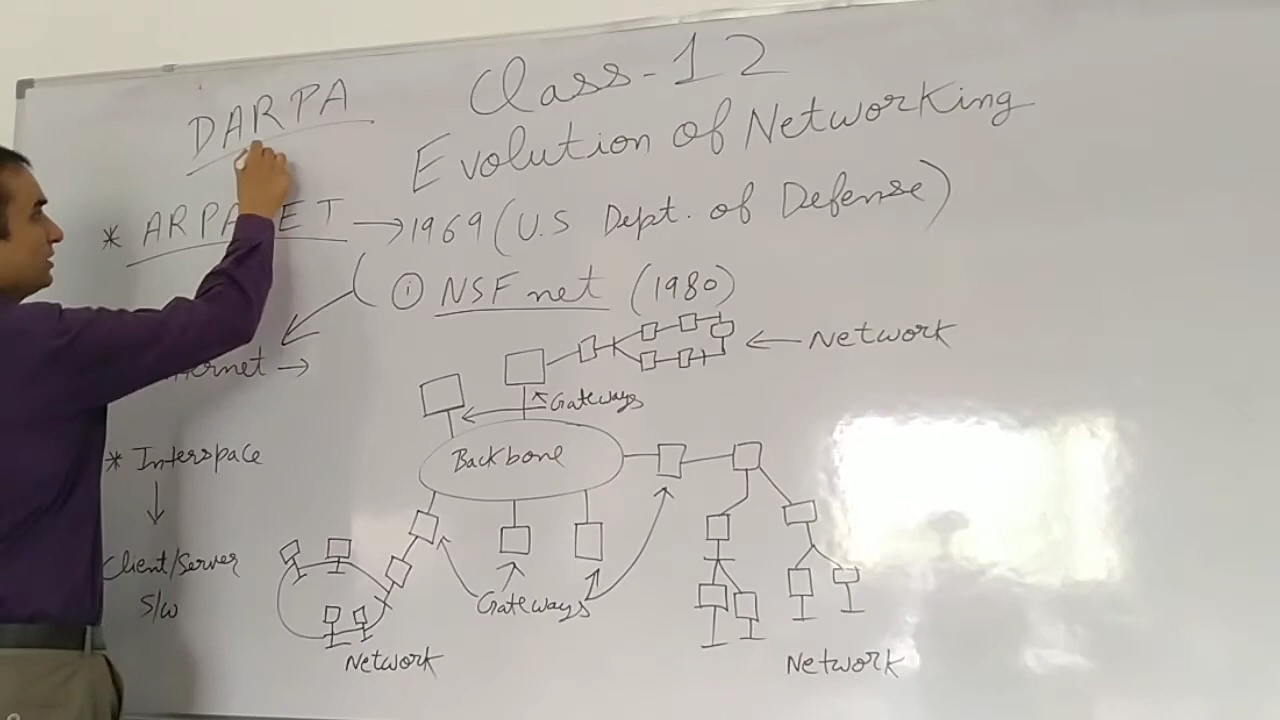 DARPA
Class-12
Evolution of Networking
* ARPA ET → 1969 (U.S Dept. of Defense)
① NSF net (1980)
← Network
ernet →
Gateways
* Interspace
↓
Client/Server
S/w
Backbone
Gateways
Network
Network